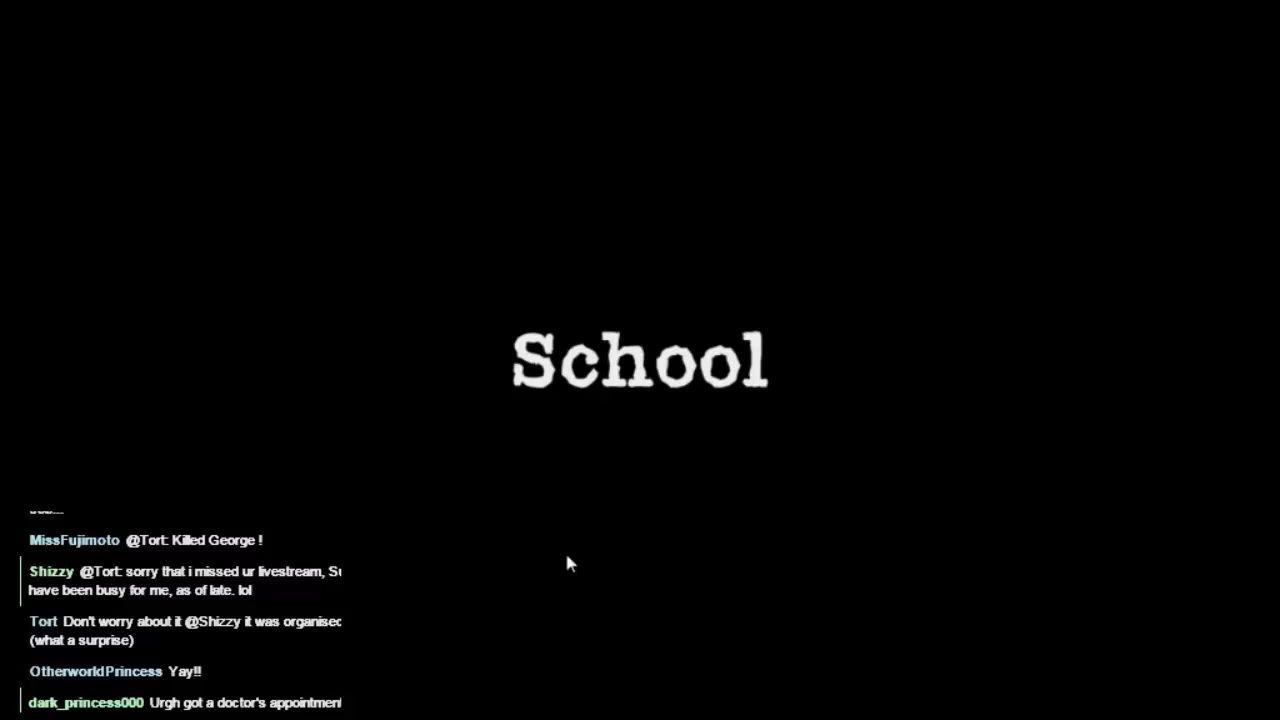 School
MissFujimoto @Tort: Killed George !
Shizzy @Tort: sorry that i missed ur livestream,
have been busy for me, as of late. lol
Tort Don't worry about it @Shizzy it was organised
(what a surprise)
OtherworldPrincess Yay!!
dark_princess000 Urgh got a doctor's appointment